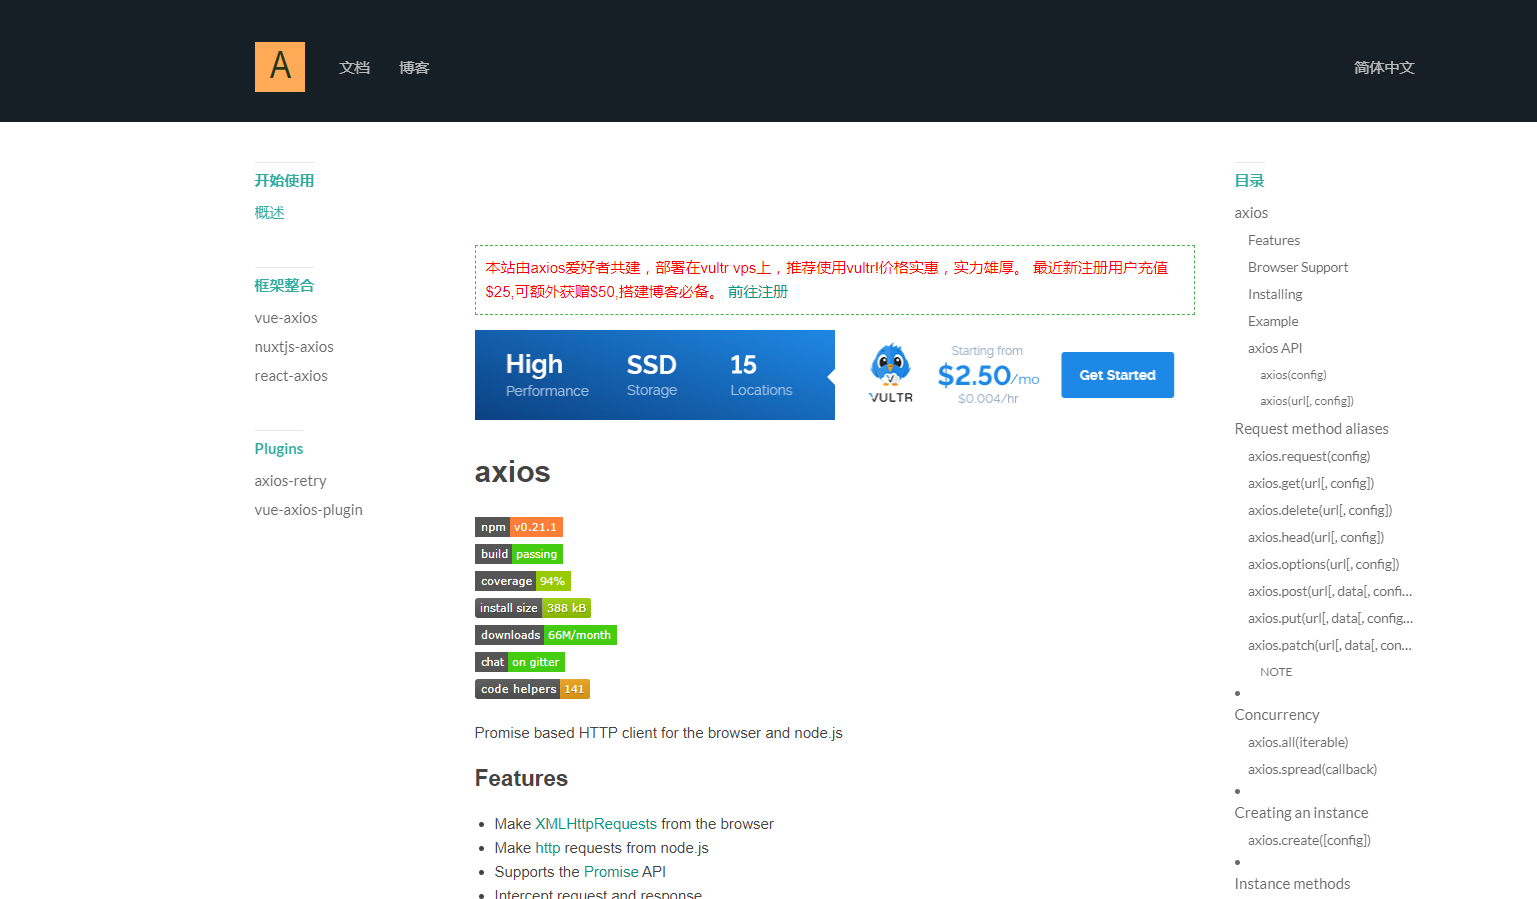 A
文档
博客
简体中文
开始使用
概述
框架整合
vue-axios
nuxtjs-axios
react-axios
Plugins
axios-retry
vue-axios-plugin
本站由axios爱好者共建，部署在vultr vps上，推荐使用vultr!价格实惠，实力雄厚。 最近新注册用户充值
$25,可额外获赠$50,搭建博客必备。 前往注册
High
Performance
SSD
Storage
15
Locations
VULTR
Starting from
$2.50/mo
$0.004/hr
Get Started
axios
npm v0.21.1
build passing
coverage 94%
install size 388 kB
downloads 66M/month
chat on gitter
code helpers 141
Promise based HTTP client for the browser and node.js
Features
Make XMLHttpRequests from the browser
Make http requests from node.js
Supports the Promise API
Intercept request and response
目录
axios
Features
Browser Support
Installing
Example
axios API
axios(config)
axios(url[, config])
Request method aliases
axios.request(config)
axios.get(url[, config])
axios.delete(url[, config])
axios.head(url[, config])
axios.options(url[, config])
axios.post(url[, data[, confi...
axios.put(url[, data[, config...
axios.patch(url[, data[, con...
NOTE
Concurrency
axios.all(iterable)
axios.spread(callback)
Creating an instance
axios.create([config])
Instance methods